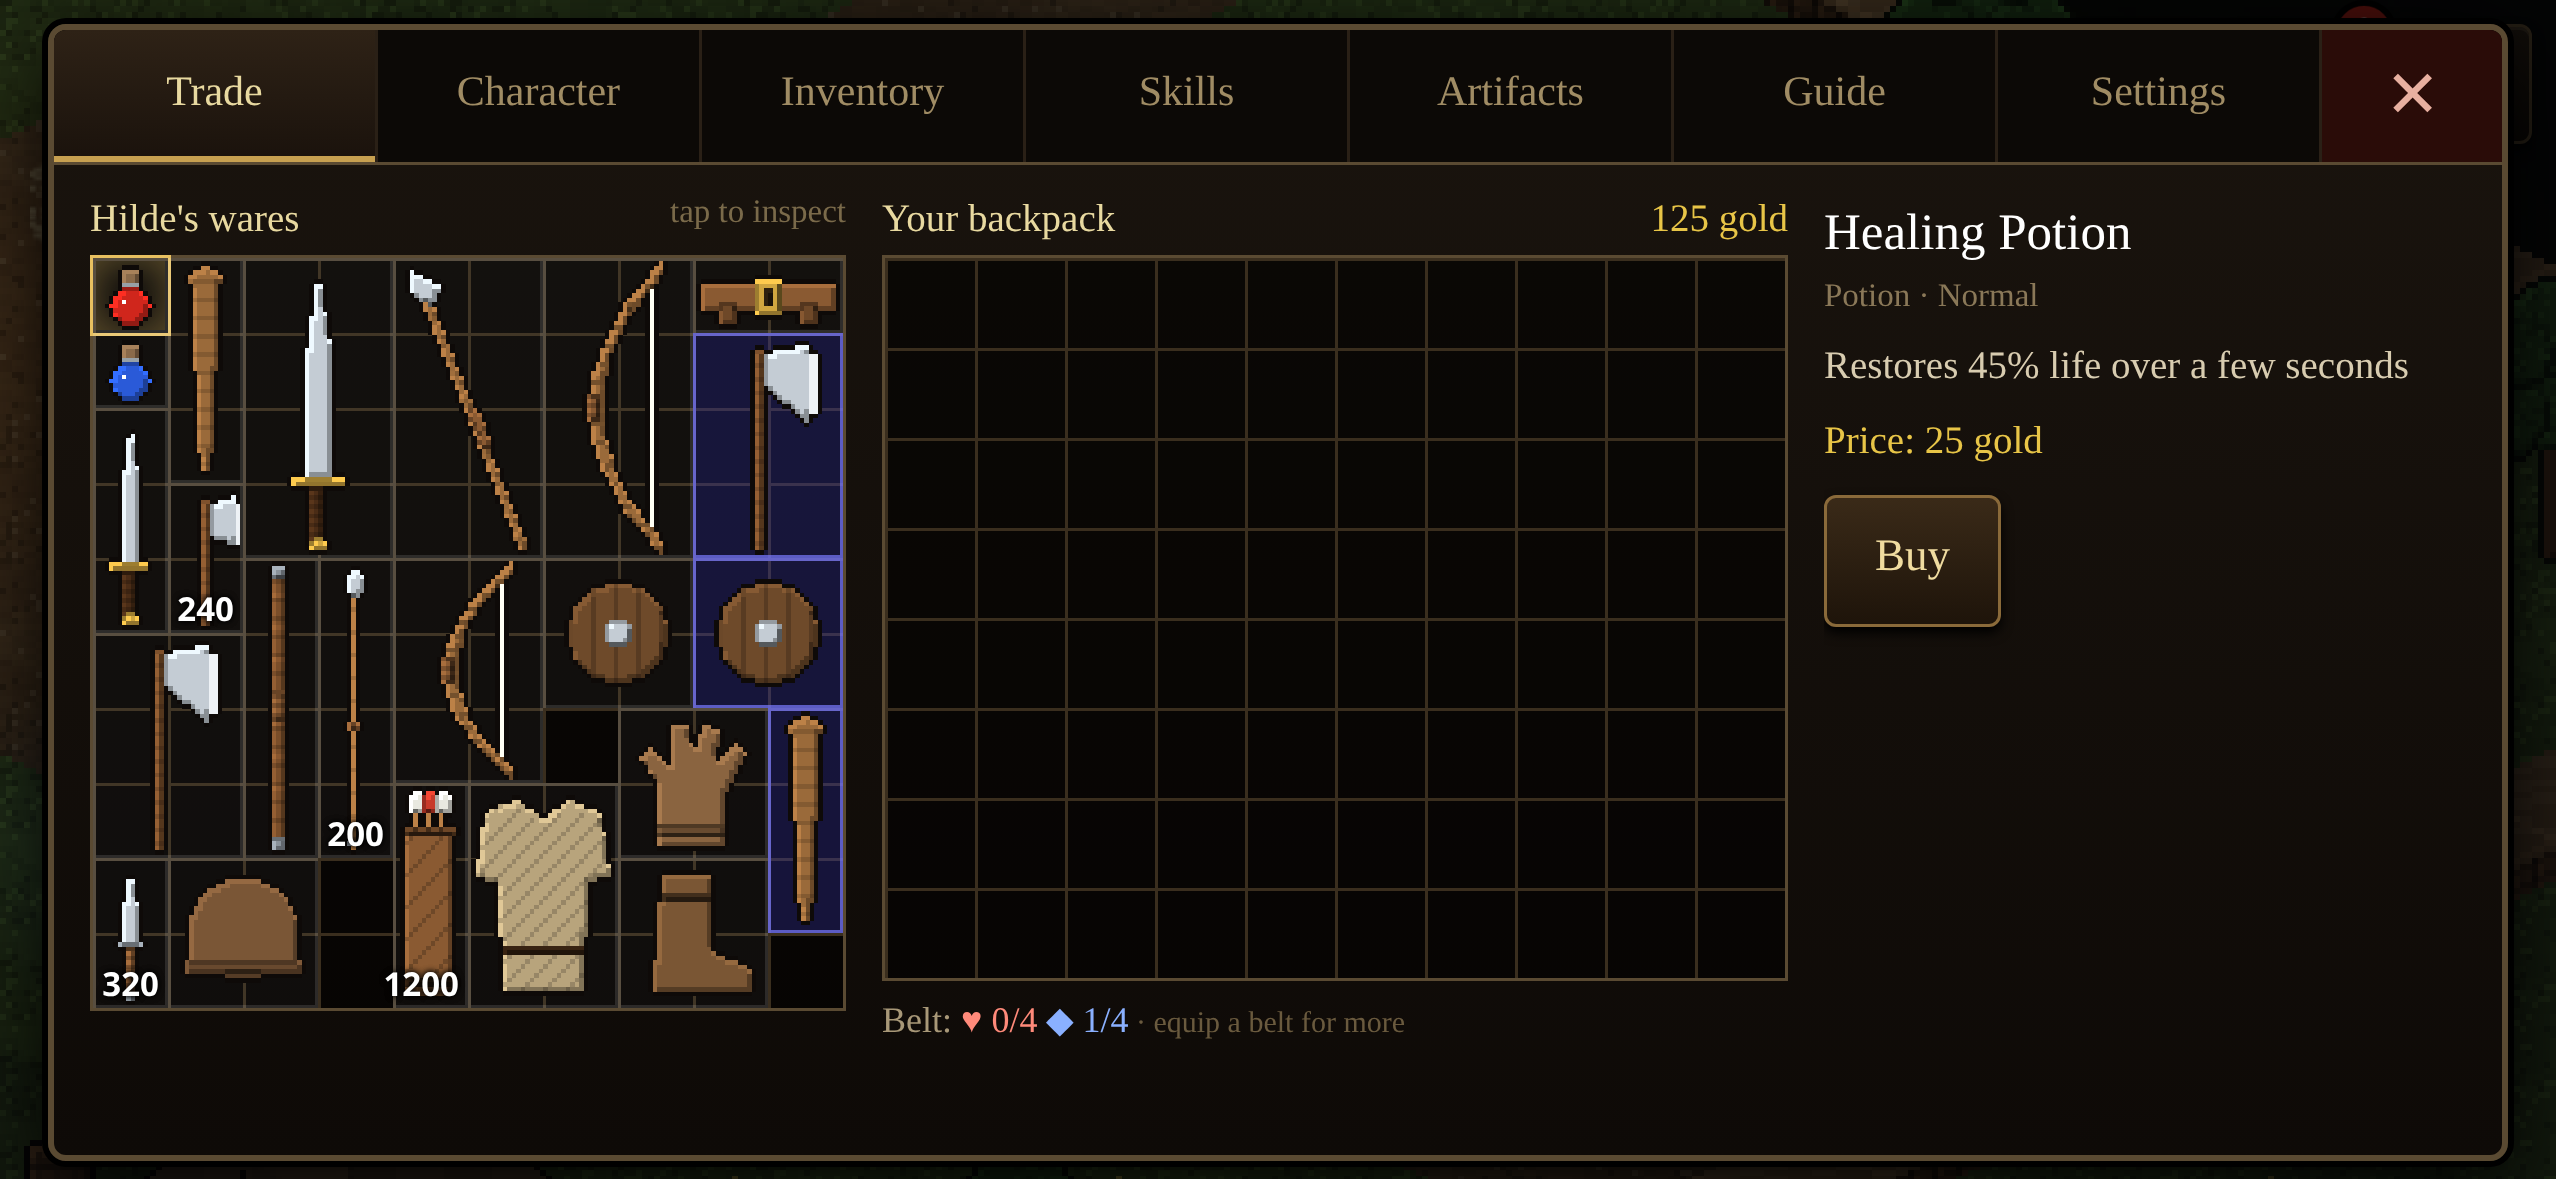 Trade
Character
Inventory
Skills
Artifacts
Guide
Settings
✕
Hilde's wares
tap to inspect
240
200
320
1200
Your backpack
125 gold
Belt: ♥ 0/4 ◆ 1/4 · equip a belt for more
Healing Potion
Potion · Normal
Restores 45% life over a few seconds
Price: 25 gold
Buy